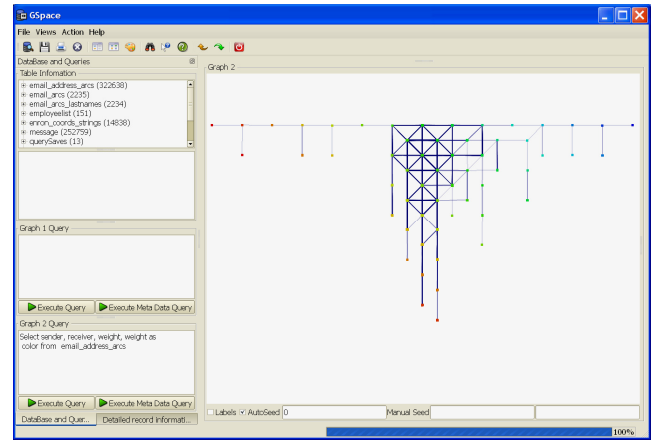 GSpace
File Views Action Help
DataBase and Queries
Table Infomation
email_address_arcs (322638)
email_arcs (2235)
email_arcs_lastnames (2234)
employeelist (151)
enron_coords_strings (14838)
message (252759)
querySaves (13)
Graph 1 Query
Execute Query Execute Meta Data Query
Graph 2 Query
Select sender, receiver, weight, weight as
color from email_address_arcs
Execute Query Execute Meta Data Query
DataBase and Quer... Detailed record informati...
Graph 2
Labels AutoSeed 0 Manual Seed
100%